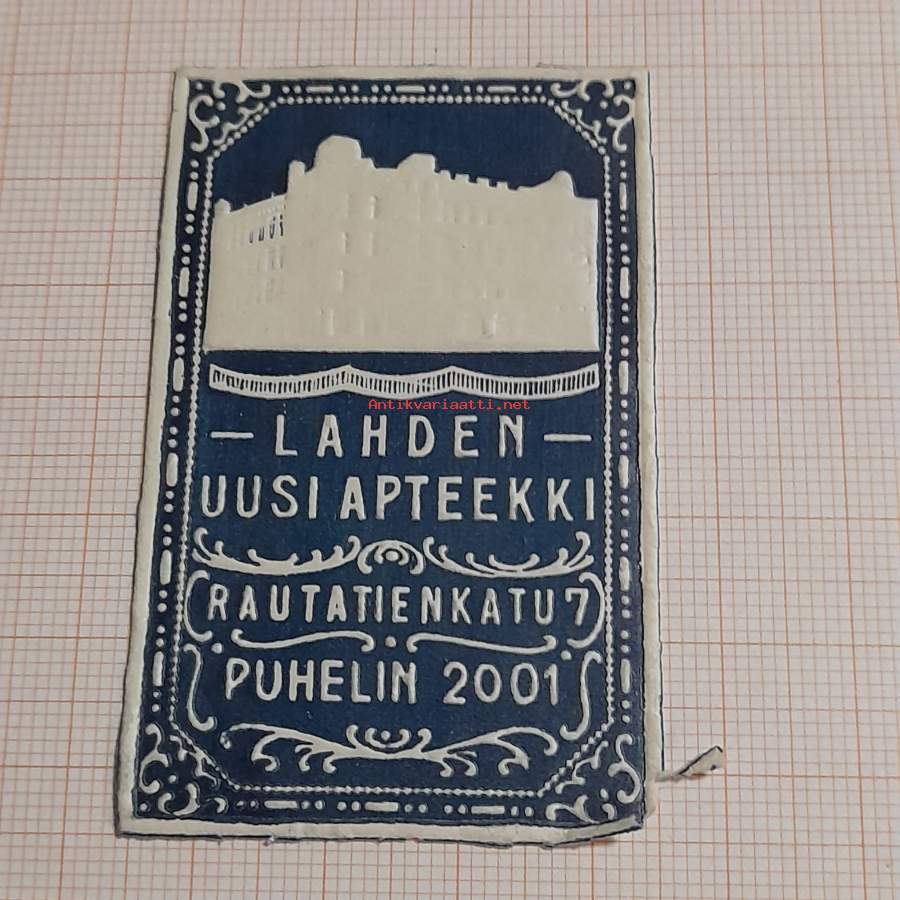 Antikvariaatti.net
— LAHDEN —
UUSI APTEEKKI
RAUTATIENKATU 7
PUHELIN 2001